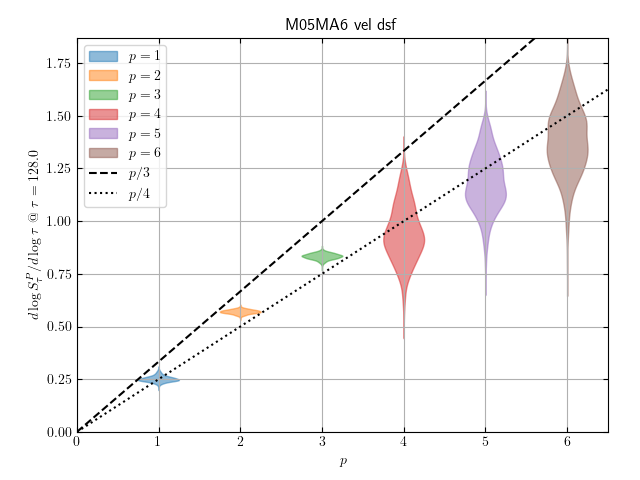 M05MA6 vel dsf
d log S_τ^P / d log τ @ τ = 128.0
1.75
1.50
1.25
1.00
0.75
0.50
0.25
0.00
p = 1
p = 2
p = 3
p = 4
p = 5
p = 6
p/3
p/4
0 1 2 3 4 5 6
p